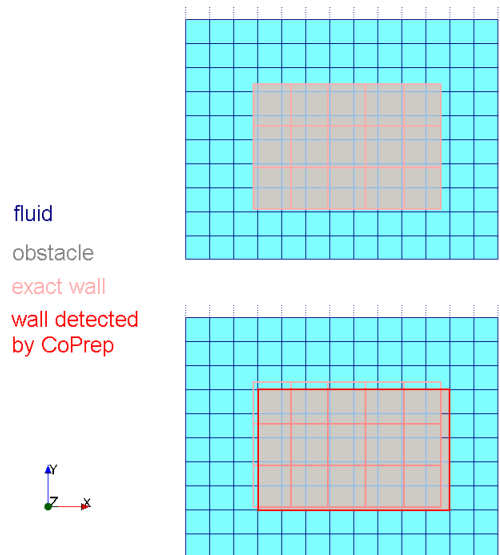 fluid
obstacle
exact wall
wall detected
by CoPrep
Y
Z
X